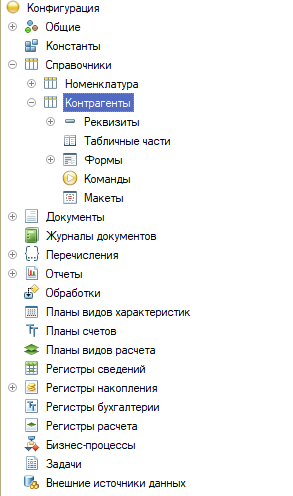 Конфигурация
Общие
Константы
Справочники
Номенклатура
Контрагенты
Реквизиты
Табличные части
Формы
Команды
Макеты
Документы
Журналы документов
Перечисления
Отчеты
Обработки
Планы видов характеристик
Планы счетов
Планы видов расчета
Регистры сведений
Регистры накопления
Регистры бухгалтерии
Регистры расчета
Бизнес-процессы
Задачи
Внешние источники данных